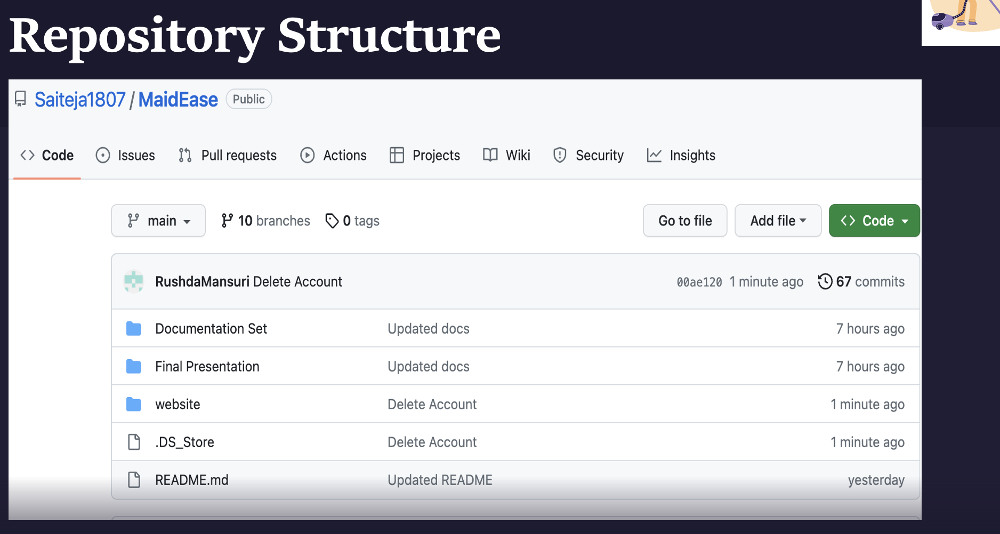 Repository Structure
Saiteja1807 / MaidEase Public
Code Issues Pull requests Actions Projects Wiki Security Insights
main 10 branches 0 tags Go to file Add file Code
RushdaMansuri Delete Account 00ae120 1 minute ago 67 commits
Documentation Set Updated docs 7 hours ago
Final Presentation Updated docs 7 hours ago
website Delete Account 1 minute ago
.DS_Store Delete Account 1 minute ago
README.md Updated README yesterday